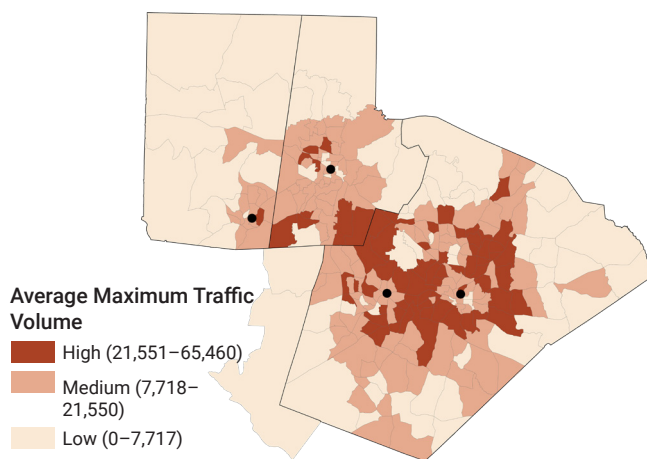 Average Maximum Traffic
Volume
High (21,551–65,460)
Medium (7,718–
21,550)
Low (0–7,717)